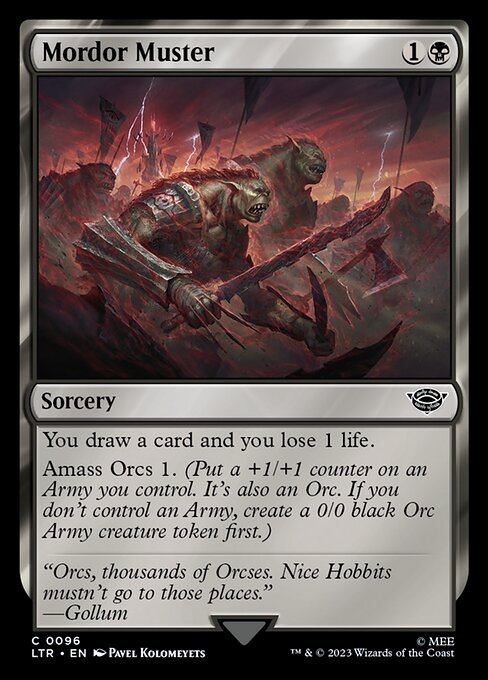 Mordor Muster 1
Sorcery
You draw a card and you lose 1 life.
Amass Orcs 1. (Put a +1/+1 counter on an
Army you control. It's also an Orc. If you
don't control an Army, create a 0/0 black Orc
Army creature token first.)
“Orcs, thousands of Orcses. Nice Hobbits
mustn't go to those places.”
—Gollum
C 0096 © MEE
LTR • EN Pavel Kolomeyets ™ & © 2023 Wizards of the Coast